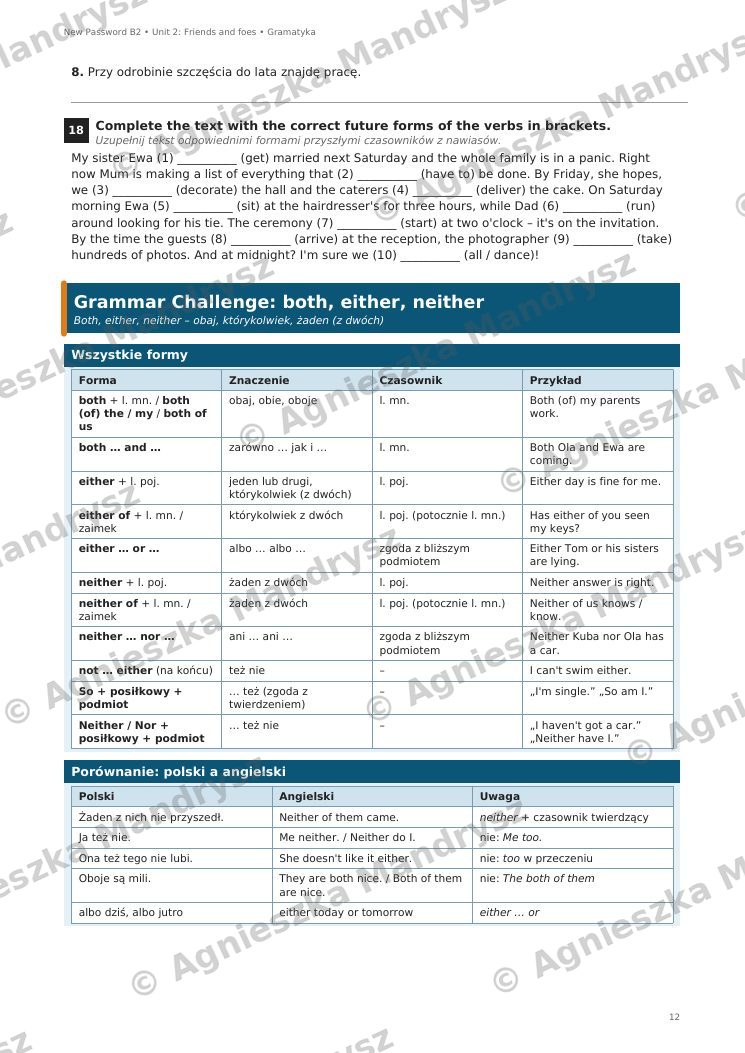 New Password B2 • Unit 2: Friends and foes • Gramatyka
8. Przy odrobinie szczęścia do lata znajdę pracę.
18 Complete the text with the correct future forms of the verbs in brackets.
Uzupełnij tekst odpowiednimi formami przyszłymi czasowników z nawiasów.
My sister Ewa (1) __________ (get) married next Saturday and the whole family is in a panic. Right
now Mum is making a list of everything that (2) __________ (have to) be done. By Friday, she hopes,
we (3) __________ (decorate) the hall and the caterers (4) __________ (deliver) the cake. On Saturday
morning Ewa (5) __________ (sit) at the hairdresser's for three hours, while Dad (6) __________ (run)
around looking for his tie. The ceremony (7) __________ (start) at two o'clock – it's on the invitation.
By the time the guests (8) __________ (arrive) at the reception, the photographer (9) __________ (take)
hundreds of photos. And at midnight? I'm sure we (10) __________ (all / dance)!
Grammar Challenge: both, either, neither
Both, either, neither – obaj, którykolwiek, żaden (z dwóch)
Wszystkie formy
Forma Znaczenie Czasownik Przykład
both + l. mn. / both obaj, obie, oboje l. mn. Both (of) my parents
(of) the / my / both of work.
us
both … and … zarówno … jak i … l. mn. Both Ola and Ewa are
coming.
either + l. poj. jeden lub drugi, l. poj. Either day is fine for me.
którykolwiek (z dwóch)
either of + l. mn. / którykolwiek z dwóch l. poj. (potocznie l. mn.) Has either of you seen
zaimek my keys?
either … or … albo … albo … zgoda z bliższym Either Tom or his sisters
podmiotem are lying.
neither + l. poj. żaden z dwóch l. poj. Neither answer is right.
neither of + l. mn. / żaden z dwóch l. poj. (potocznie l. mn.) Neither of us knows /
zaimek know.
neither … nor … ani … ani … zgoda z bliższym Neither Kuba nor Ola has
podmiotem a car.
not … either (na końcu) też nie – I can't swim either.
So + posiłkowy + … też (zgoda z – „I'm single.” „So am I.”
podmiot twierdzeniem)
Neither / Nor + … też nie – „I haven't got a car.”
posiłkowy + podmiot „Neither have I.”
Porównanie: polski a angielski
Polski Angielski Uwaga
Żaden z nich nie przyszedł. Neither of them came. neither + czasownik twierdzący
Ja też nie. Me neither. / Neither do I. nie: Me too.
Ona też tego nie lubi. She doesn't like it either. nie: too w przeczeniu
Oboje są mili. They are both nice. / Both of them nie: The both of them
are nice.
albo dziś, albo jutro either today or tomorrow either … or
12
© Agnieszka Mandrysz